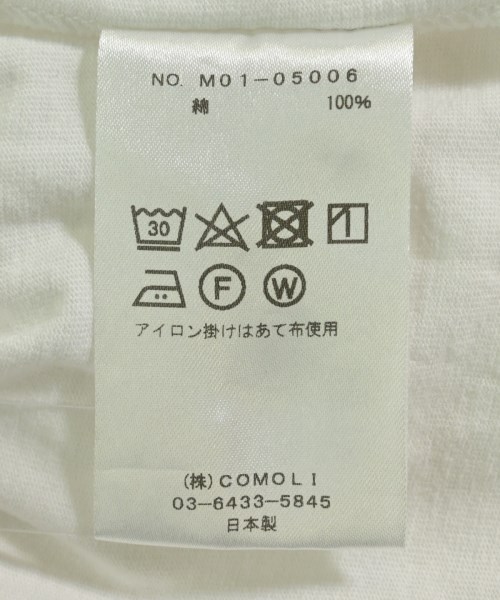 NO. M01-05006
綿 100%
30
F W
アイロン掛けはあて布使用
(株)COMOLI
03-6433-5845
日本製